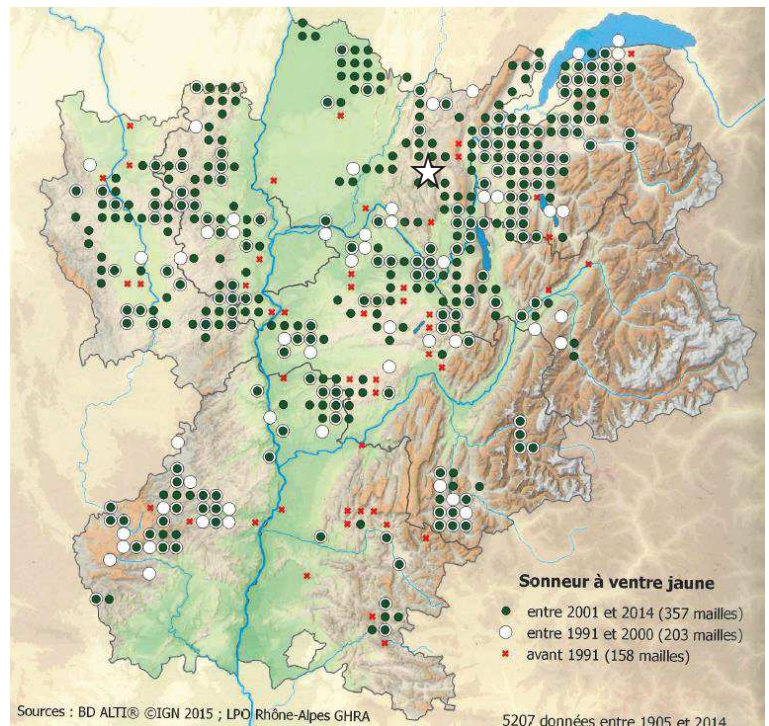 Sonneur à ventre jaune
entre 2001 et 2014 (357 mailles)
entre 1991 et 2000 (203 mailles)
avant 1991 (158 mailles)
Sources : BD ALTI® ©IGN 2015 ; LPO Rhône-Alpes GHRA
5207 données entre 1905 et 2014